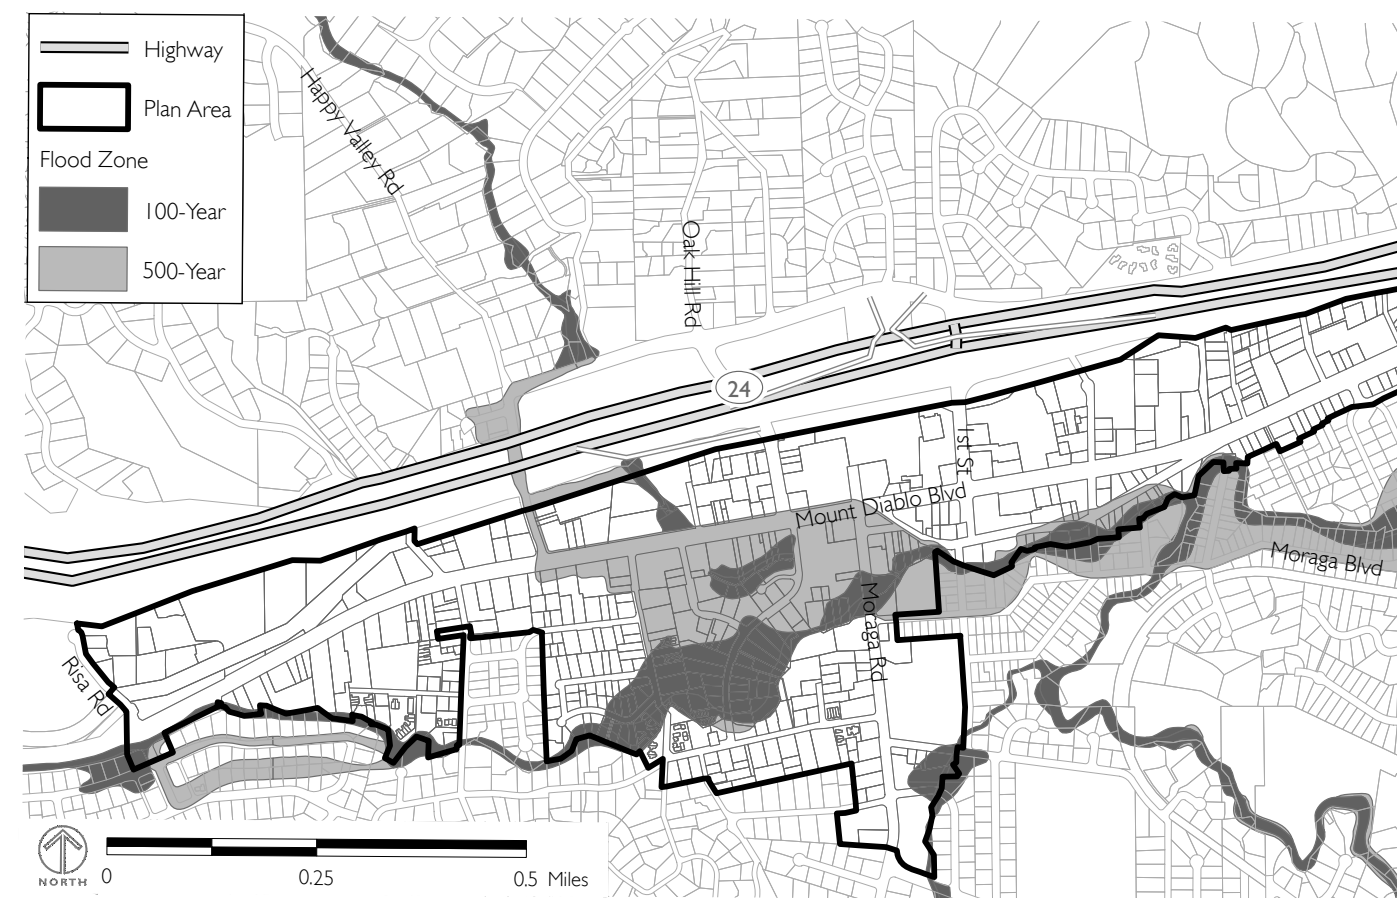 Highway
Plan Area
Flood Zone
100-Year
500-Year
Happy Valley Rd
Oak Hill Rd
24
1st St
Mount Diablo Blvd
Moraga Blvd
Moraga Rd
Risa Rd
NORTH
0 0.25 0.5 Miles